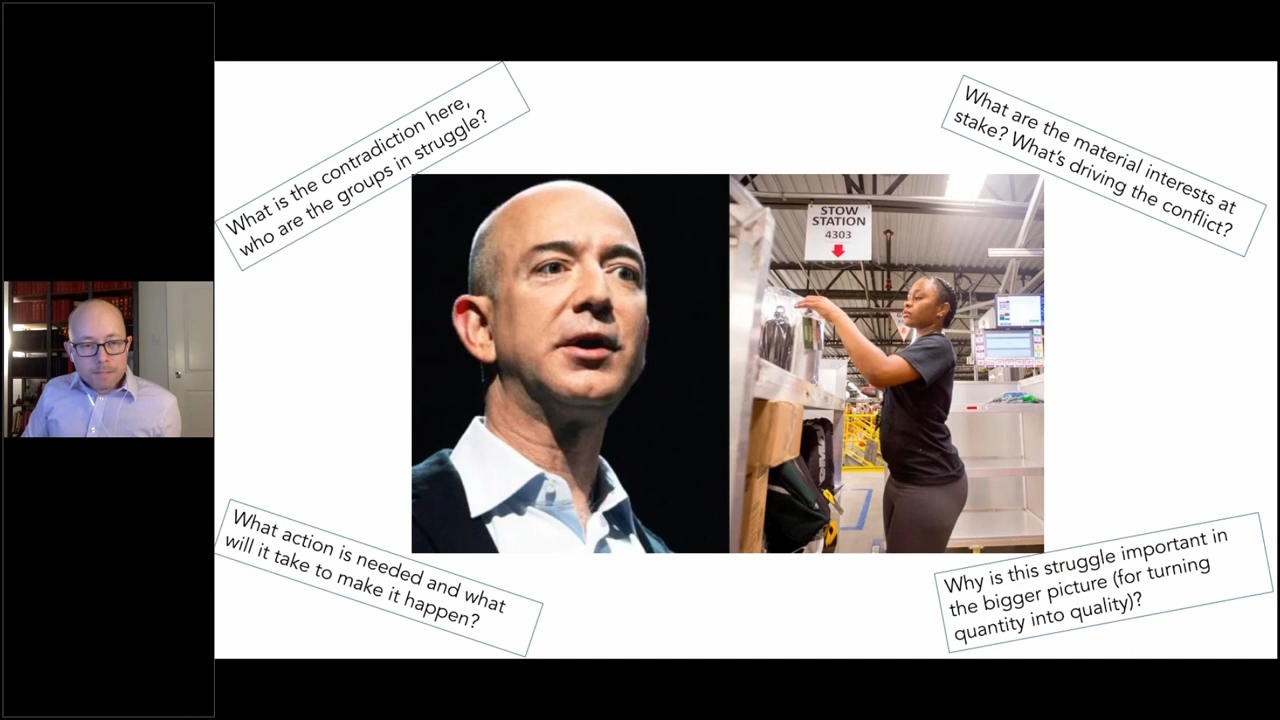 What is the contradiction here,
who are the groups in struggle?
What are the material interests at
stake? What's driving the conflict?
STOW
STATION
4303
What action is needed and what
will it take to make it happen?
Why is this struggle important in
the bigger picture (for turning
quantity into quality)?